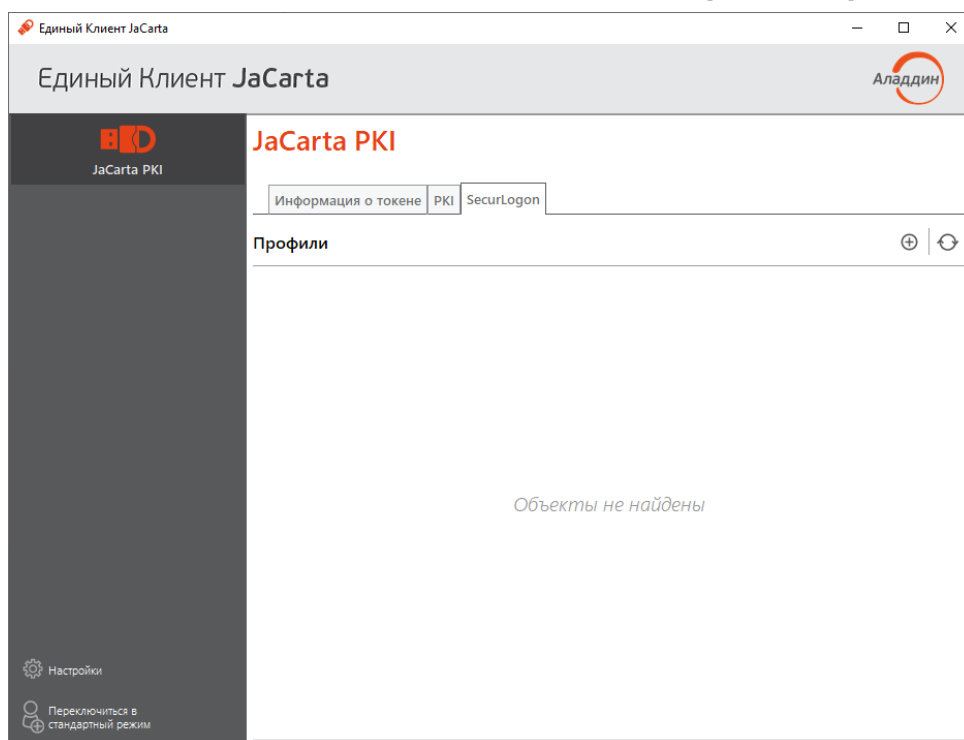 Единый Клиент JaCarta
Единый Клиент JaCarta
Аладдин
JaCarta PKI
JaCarta PKI
Информация о токене PKI SecurLogon
Профили
Объекты не найдены
Настройки
Переключиться в
стандартный режим